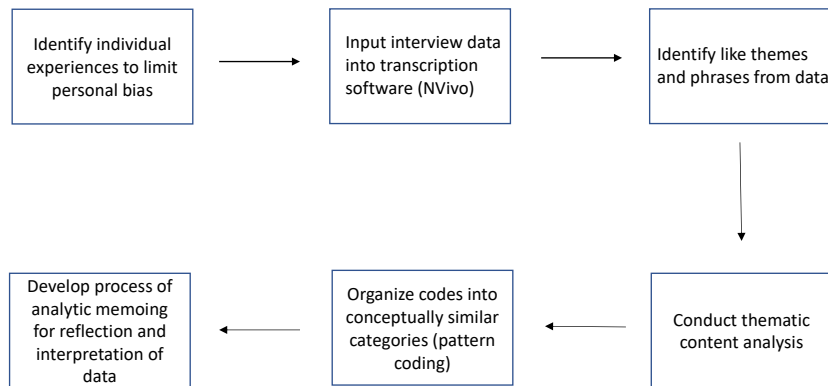 Identify individual
experiences to limit
personal bias
Input interview data
into transcription
software (NVivo)
Identify like themes
and phrases from data
Conduct thematic
content analysis
Organize codes into
conceptually similar
categories (pattern
coding)
Develop process of
analytic memoing
for reflection and
interpretation of
data